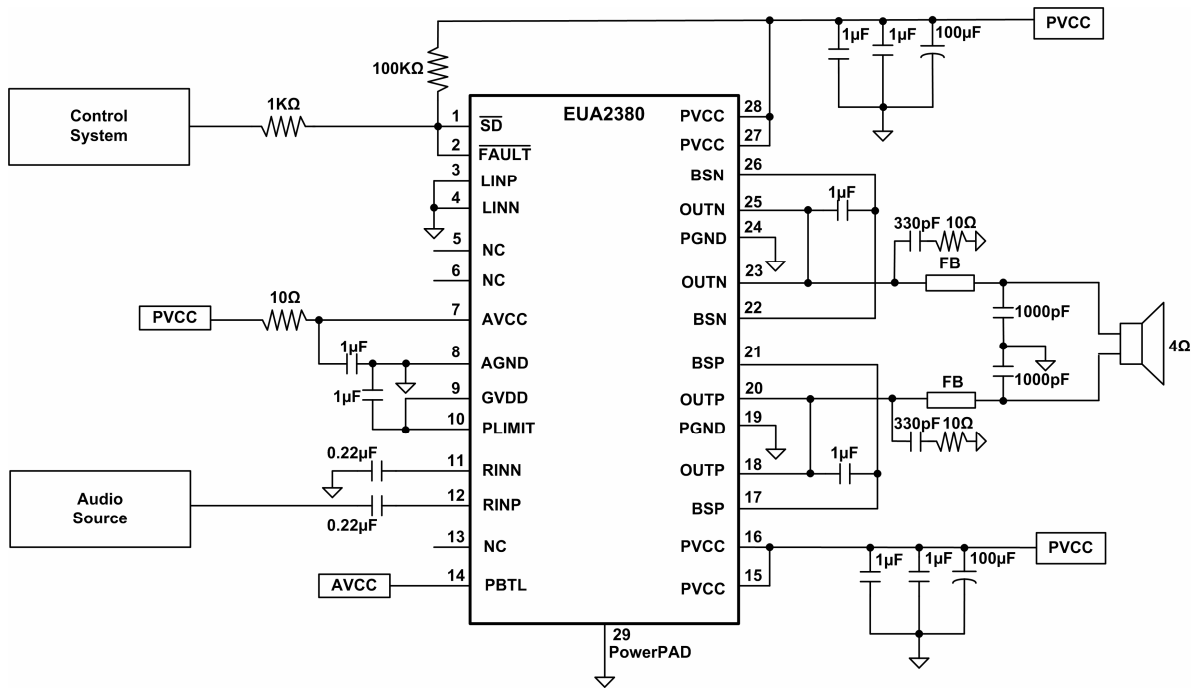 PVCC
1µF
1µF
100µF
100KΩ
Control
System
1KΩ
EUA2380
1
SD
2
FAULT
3
LINP
4
LINN
5
NC
6
NC
PVCC
10Ω
7
AVCC
1µF
8
AGND
1µF
9
GVDD
10
PLIMIT
0.22µF
11
RINN
Audio
Source
12
RINP
0.22µF
13
NC
AVCC
14
PBTL
PVCC
28
PVCC
27
BSN
26
OUTN
25
1µF
PGND
24
330pF
10Ω
OUTN
23
FB
BSN
22
1000pF
BSP
21
4Ω
1000pF
OUTP
20
FB
PGND
19
330pF
10Ω
OUTP
18
1µF
BSP
17
PVCC
16
PVCC
1µF
1µF
100µF
PVCC
15
29
PowerPAD